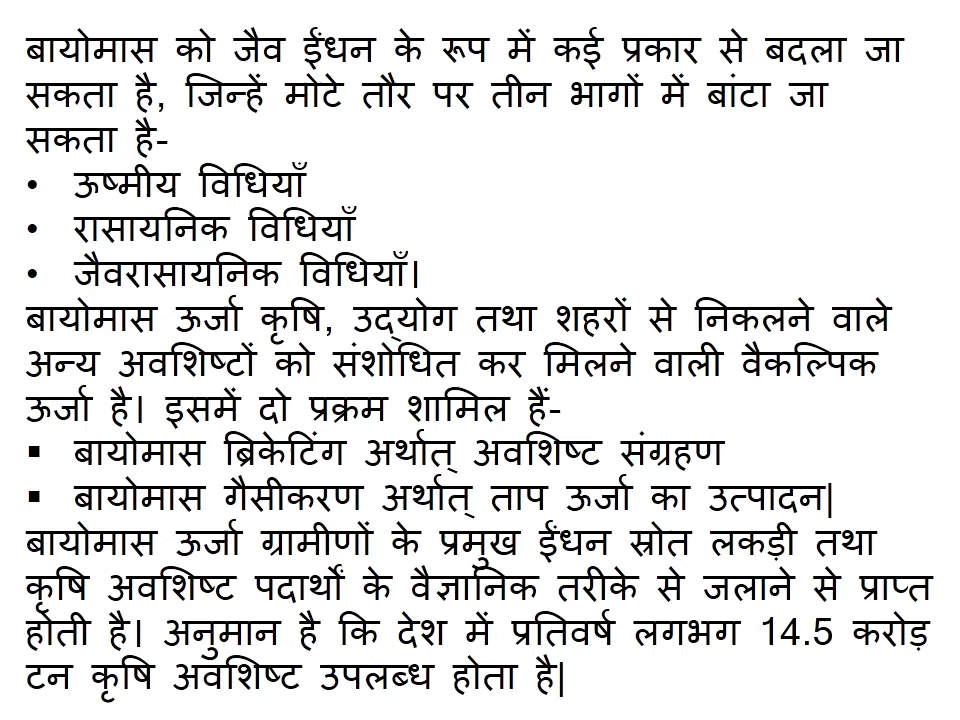 बायोमास को जैव ईंधन के रूप में कई प्रकार से बदला जा
सकता है, जिन्हें मोटे तौर पर तीन भागों में बांटा जा
सकता है-
• ऊष्मीय विधियाँ
• रासायनिक विधियाँ
• जैवरासायनिक विधियाँ।
बायोमास ऊर्जा कृषि, उद्योग तथा शहरों से निकलने वाले
अन्य अवशिष्टों को संशोधित कर मिलने वाली वैकल्पिक
ऊर्जा है। इसमें दो प्रक्रम शामिल हैं-
▪ बायोमास ब्रिकेटिंग अर्थात् अवशिष्ट संग्रहण
▪ बायोमास गैसीकरण अर्थात् ताप ऊर्जा का उत्पादन|
बायोमास ऊर्जा ग्रामीणों के प्रमुख ईंधन स्रोत लकड़ी तथा
कृषि अवशिष्ट पदार्थों के वैज्ञानिक तरीके से जलाने से प्राप्त
होती है। अनुमान है कि देश में प्रतिवर्ष लगभग 14.5 करोड़
टन कृषि अवशिष्ट उपलब्ध होता है|